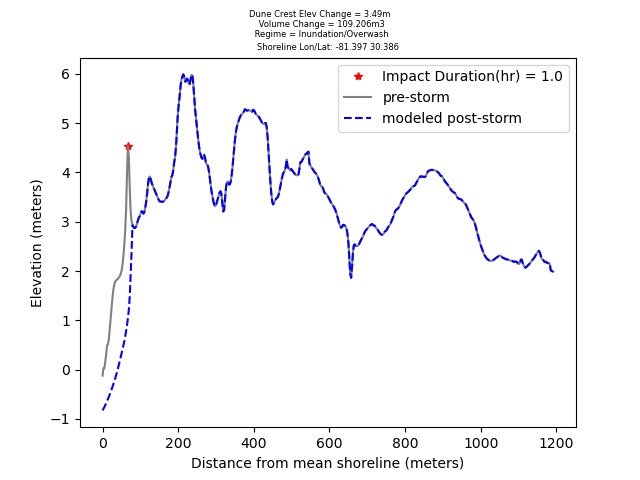 Dune Crest Elev Change = 3.49m
Volume Change = 109.206m3
Regime = Inundation/Overwash
Shoreline Lon/Lat: -81.397 30.386
Impact Duration(hr) = 1.0
pre-storm
modeled post-storm
6
5
4
3
2
1
0
−1
Elevation (meters)
0 200 400 600 800 1000 1200
Distance from mean shoreline (meters)